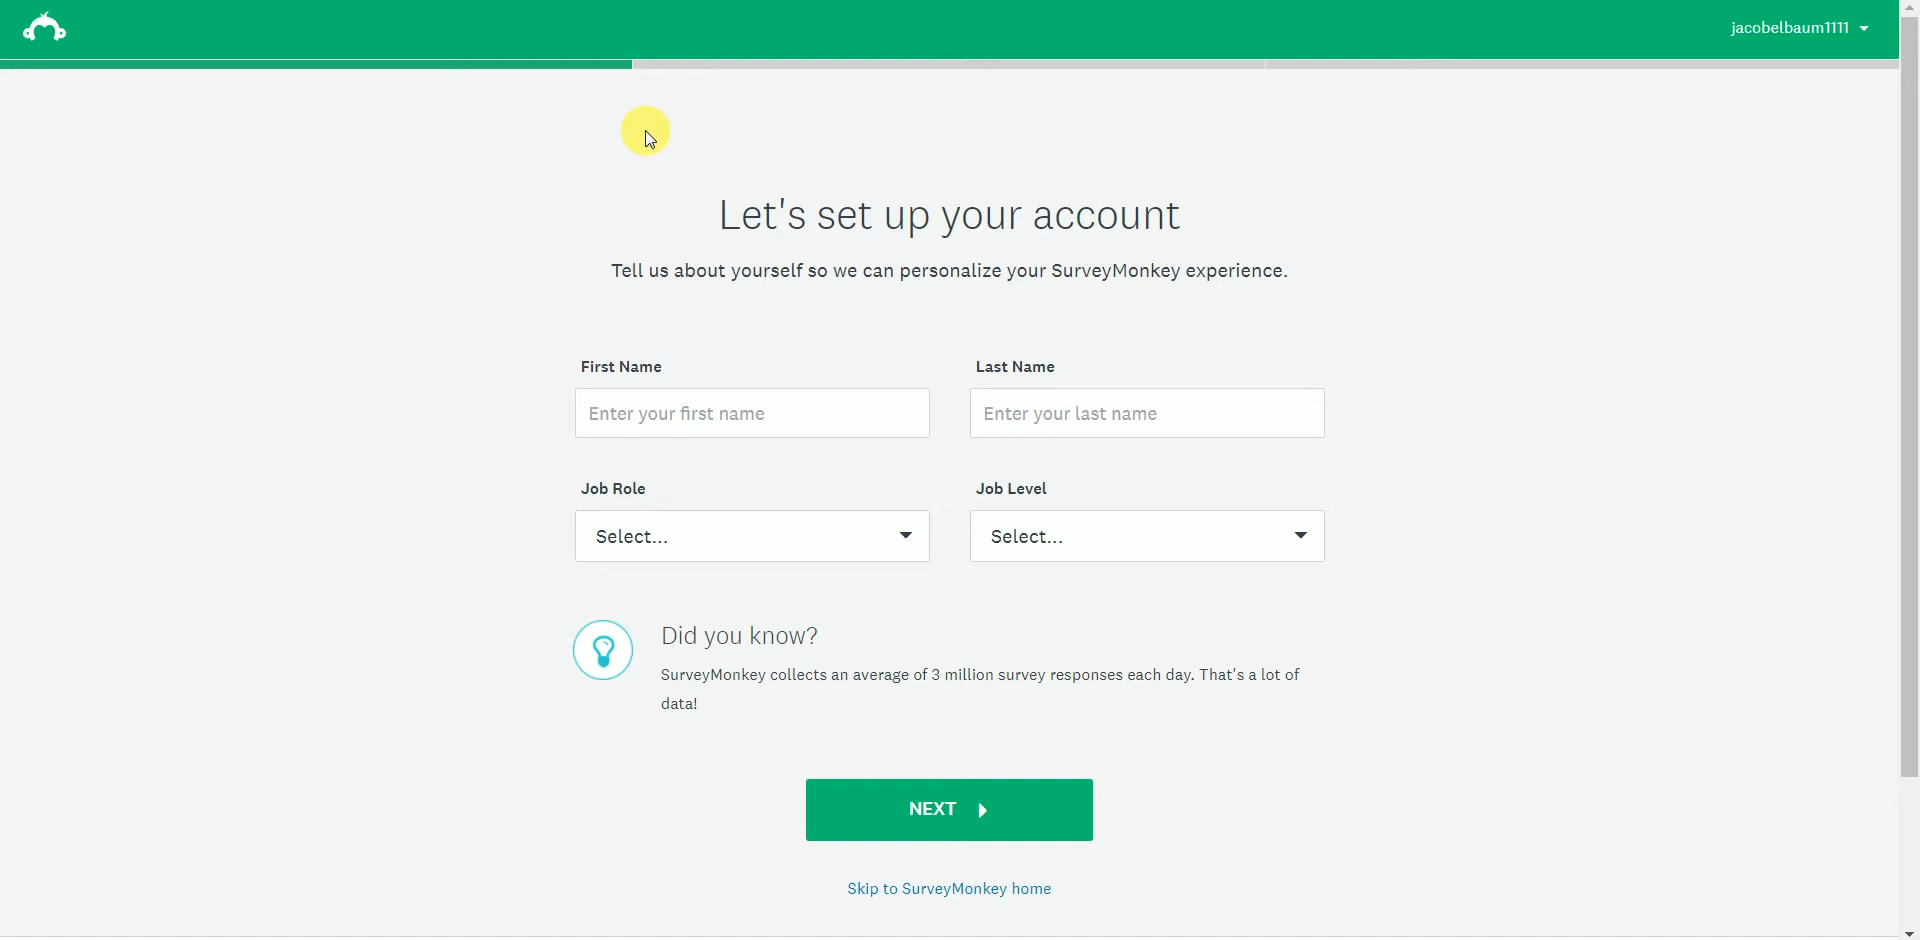 jacobelbaum1111
Let's set up your account
Tell us about yourself so we can personalize your SurveyMonkey experience.
First Name
Last Name
Enter your first name
Enter your last name
Job Role
Job Level
Select...
Select...
Did you know?
SurveyMonkey collects an average of 3 million survey responses each day. That's a lot of
data!
NEXT
Skip to SurveyMonkey home